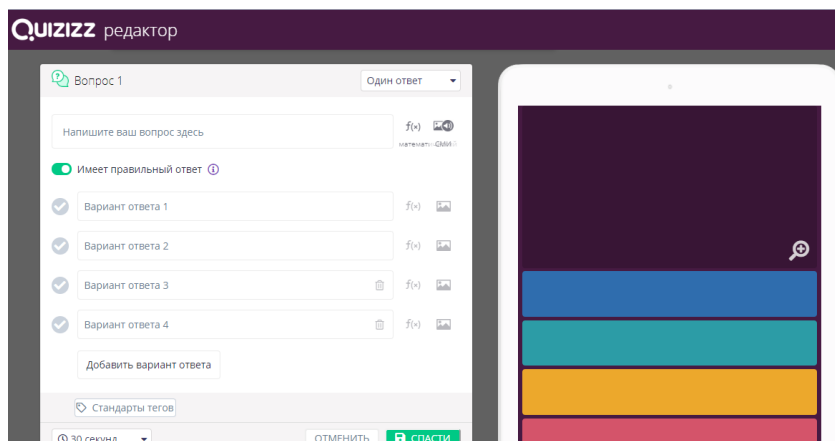 QUIZIZZ редактор
Вопрос 1
Один ответ
Напишите ваш вопрос здесь
f(x)
СМИ
Имеет правильный ответ
Вариант ответа 1
f(x)
Вариант ответа 2
f(x)
Вариант ответа 3
f(x)
Вариант ответа 4
f(x)
Добавить вариант ответа
Стандарты тегов
30 секунд
ОТМЕНИТЬ
СПАСТИ